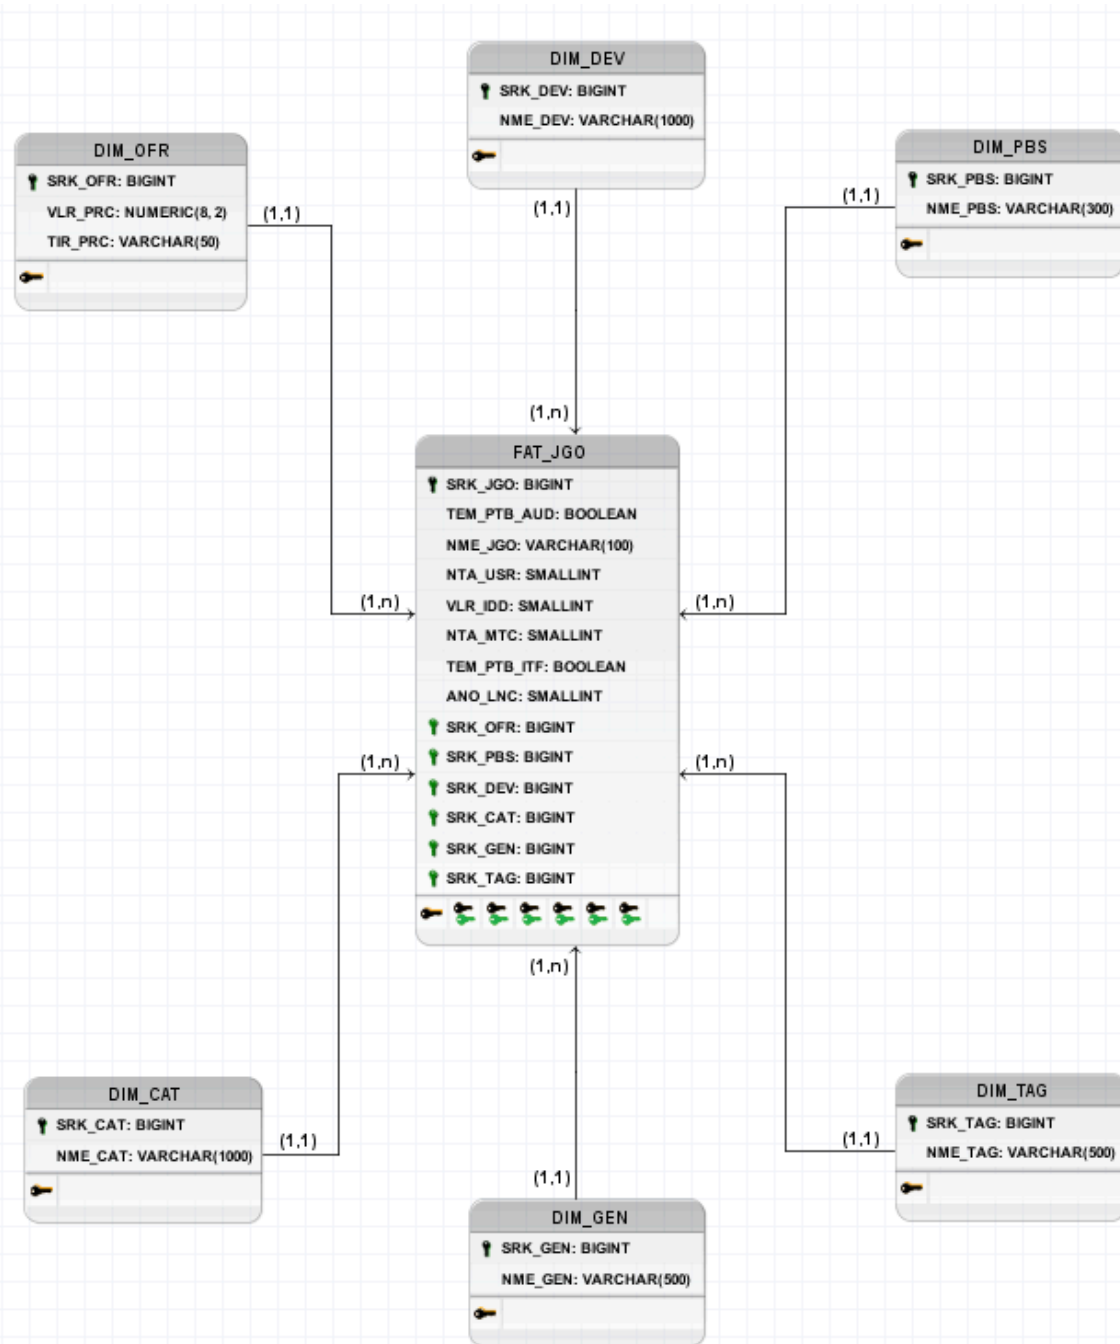 DIM_DEV
SRK_DEV: BIGINT
NME_DEV: VARCHAR(1000)
(1,1)
(1,n)
DIM_OFR
SRK_OFR: BIGINT
VLR_PRC: NUMERIC(8, 2)
TIR_PRC: VARCHAR(50)
(1,1)
(1,n)
DIM_PBS
SRK_PBS: BIGINT
NME_PBS: VARCHAR(300)
(1,1)
(1,n)
FAT_JGO
SRK_JGO: BIGINT
TEM_PTB_AUD: BOOLEAN
NME_JGO: VARCHAR(100)
NTA_USR: SMALLINT
VLR_IDD: SMALLINT
NTA_MTC: SMALLINT
TEM_PTB_ITF: BOOLEAN
ANO_LNC: SMALLINT
SRK_OFR: BIGINT
SRK_PBS: BIGINT
SRK_DEV: BIGINT
SRK_CAT: BIGINT
SRK_GEN: BIGINT
SRK_TAG: BIGINT
(1,n)
(1,n)
(1,n)
DIM_CAT
SRK_CAT: BIGINT
NME_CAT: VARCHAR(1000)
(1,1)
(1,1)
DIM_GEN
SRK_GEN: BIGINT
NME_GEN: VARCHAR(500)
DIM_TAG
SRK_TAG: BIGINT
NME_TAG: VARCHAR(500)
(1,1)